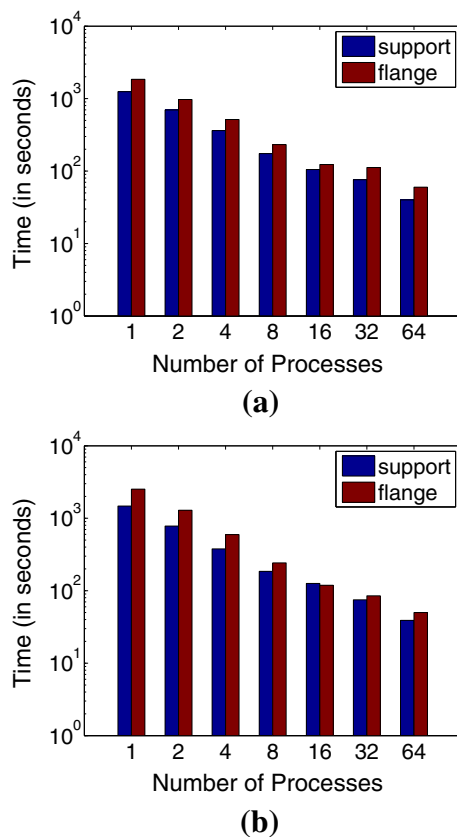 10^4
10^3
10^2
10^1
10^0
Time (in seconds)
support
flange
1 2 4 8 16 32 64
Number of Processes
(a)
10^4
10^3
10^2
10^1
10^0
Time (in seconds)
support
flange
1 2 4 8 16 32 64
Number of Processes
(b)